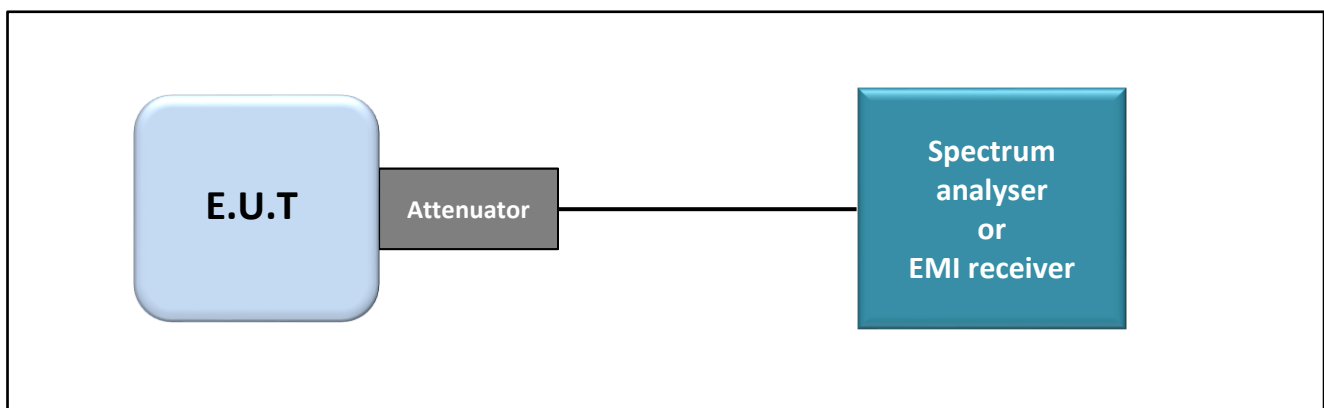 E.U.T
Attenuator
Spectrum
analyser
or
EMI receiver